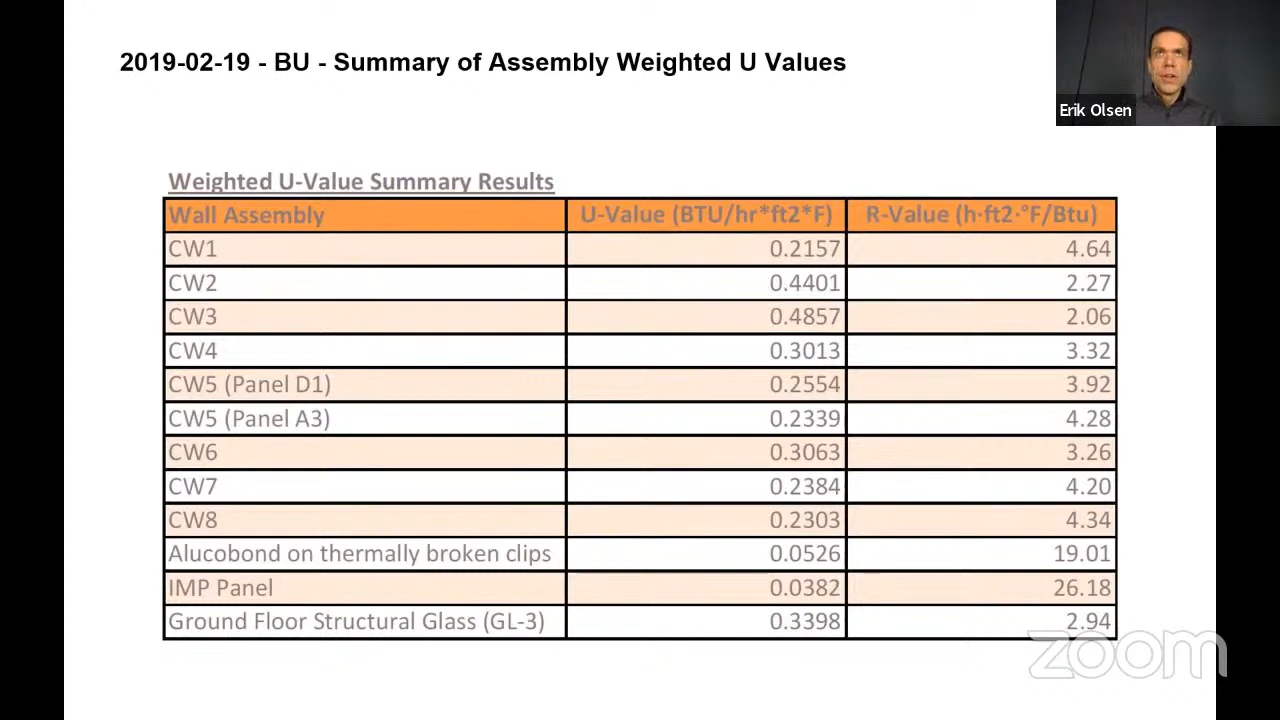 2019-02-19 - BU - Summary of Assembly Weighted U Values
Erik Olsen
Weighted U-Value Summary Results
Wall Assembly U-Value (BTU/hr*ft2*F) R-Value (h·ft2·°F/Btu)
CW1 0.2157 4.64
CW2 0.4401 2.27
CW3 0.4857 2.06
CW4 0.3013 3.32
CW5 (Panel D1) 0.2554 3.92
CW5 (Panel A3) 0.2339 4.28
CW6 0.3063 3.26
CW7 0.2384 4.20
CW8 0.2303 4.34
Alucobond on thermally broken clips 0.0526 19.01
IMP Panel 0.0382 26.18
Ground Floor Structural Glass (GL-3) 0.3398 2.94
zoom